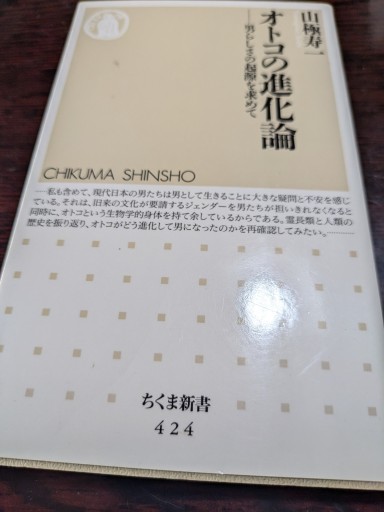 山極寿一
オトコの進化論
──男らしさの起源を求めて
CHIKUMA SHINSHO
──私も含めて、現代日本の男たちは男として生きることに大きな疑問と不安を感じ
ている。それは、旧来の文化が要請するジェンダーを男たちが担いきれなくなると
同時に、オトコという生物学的身体を持て余しているからである。霊長類と人類の
歴史を振り返り、オトコがどう進化して男になったのかを再確認してみたい。──
ちくま新書
424